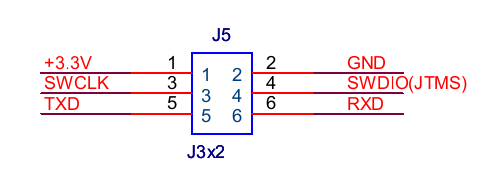 J5
+3.3V 1 1 2 2 GND
SWCLK 3 3 4 4 SWDIO(JTMS)
TXD 5 5 6 6 RXD
J3x2